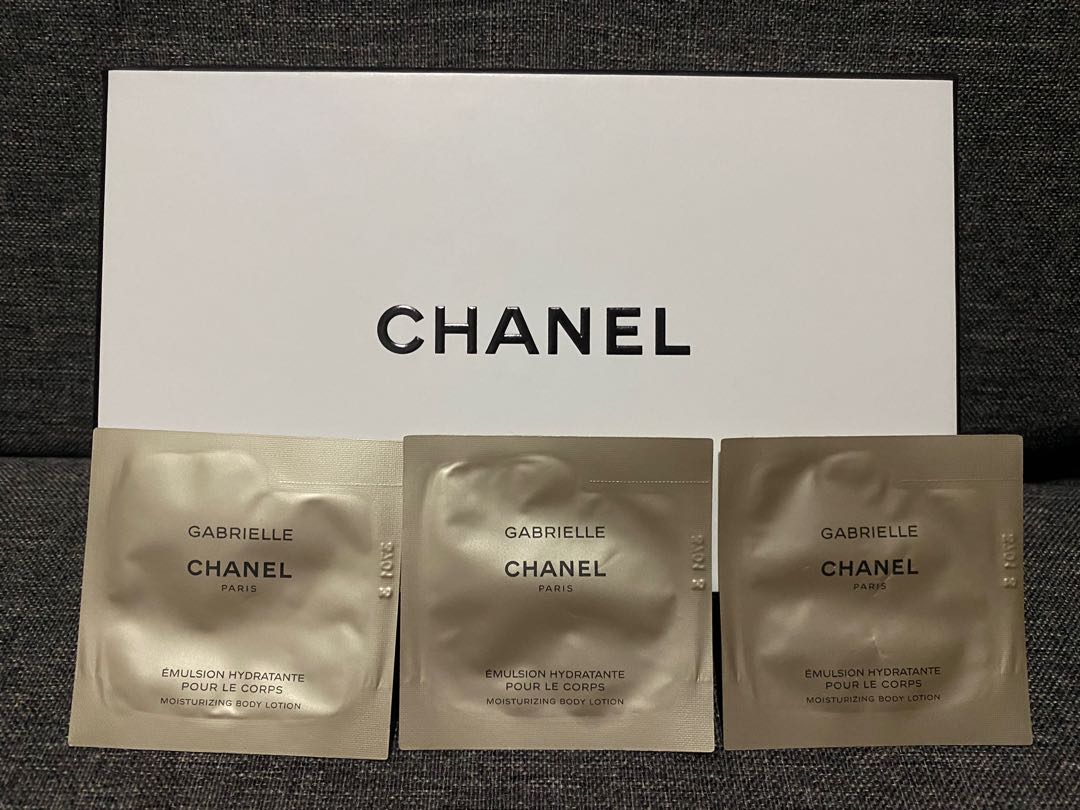 CHANEL
GABRIELLE
CHANEL
PARIS
ÉMULSION HYDRATANTE
POUR LE CORPS
MOISTURIZING BODY LOTION
GABRIELLE
CHANEL
PARIS
ÉMULSION HYDRATANTE
POUR LE CORPS
MOISTURIZING BODY LOTION
GABRIELLE
CHANEL
PARIS
ÉMULSION HYDRATANTE
POUR LE CORPS
MOISTURIZING BODY LOTION